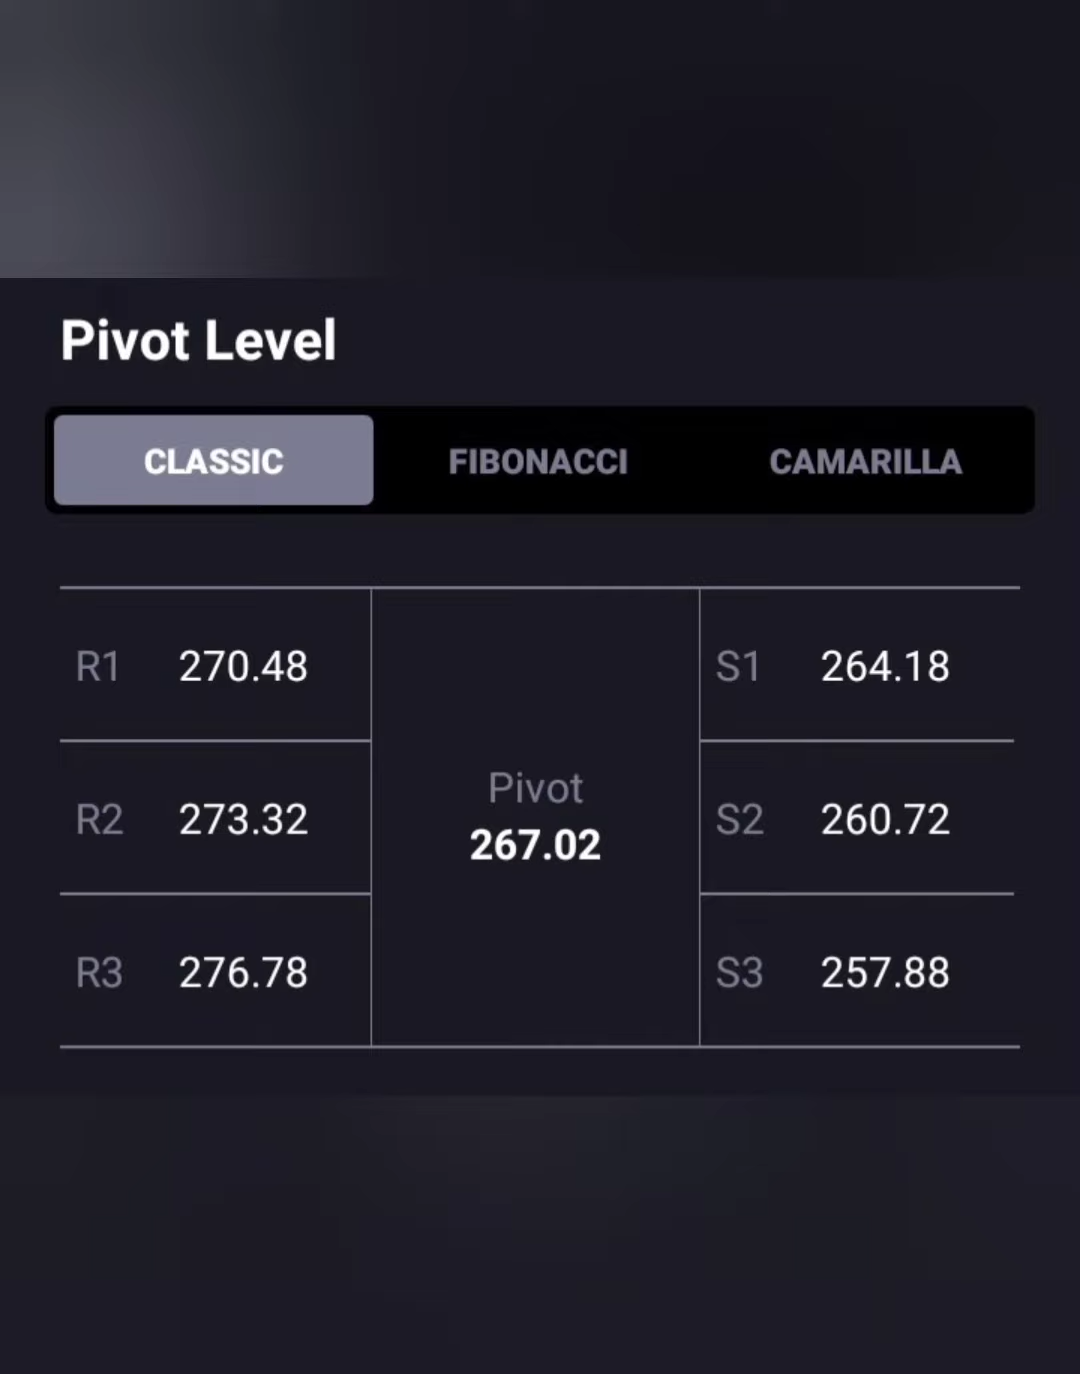 Pivot Level
CLASSIC FIBONACCI CAMARILLA
R1 270.48
R2 273.32
R3 276.78
Pivot
267.02
S1 264.18
S2 260.72
S3 257.88